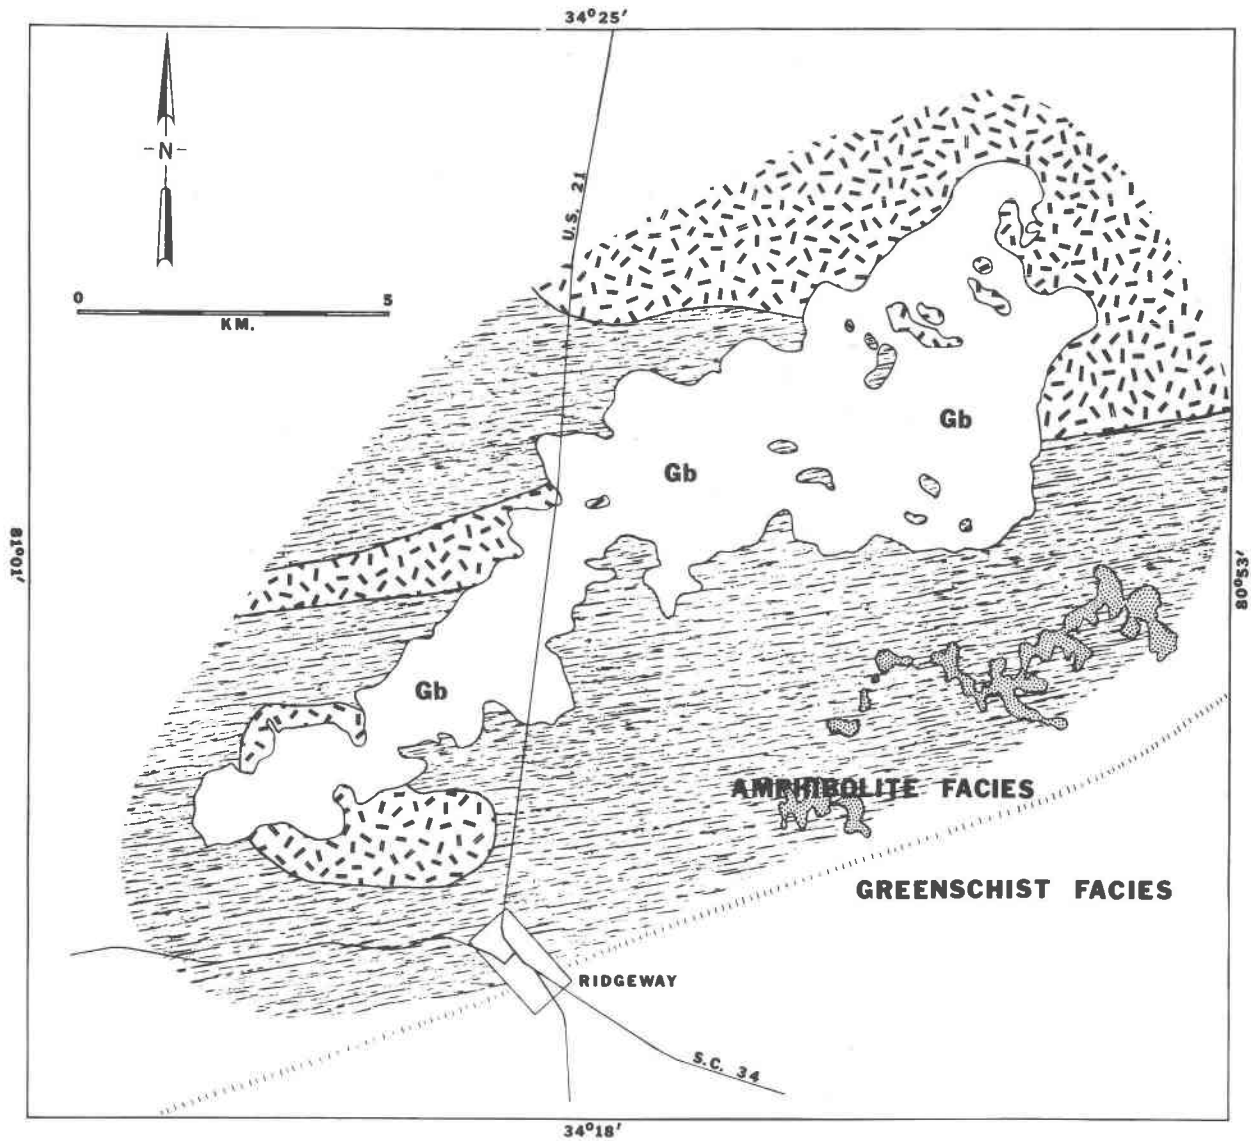 34°25'
N
U.S. 21
0 5
KM.
Gb
Gb
81°01'
80°53'
Gb
AMPHIBOLITE FACIES
GREENSCHIST FACIES
RIDGEWAY
S.C. 34
34°18'